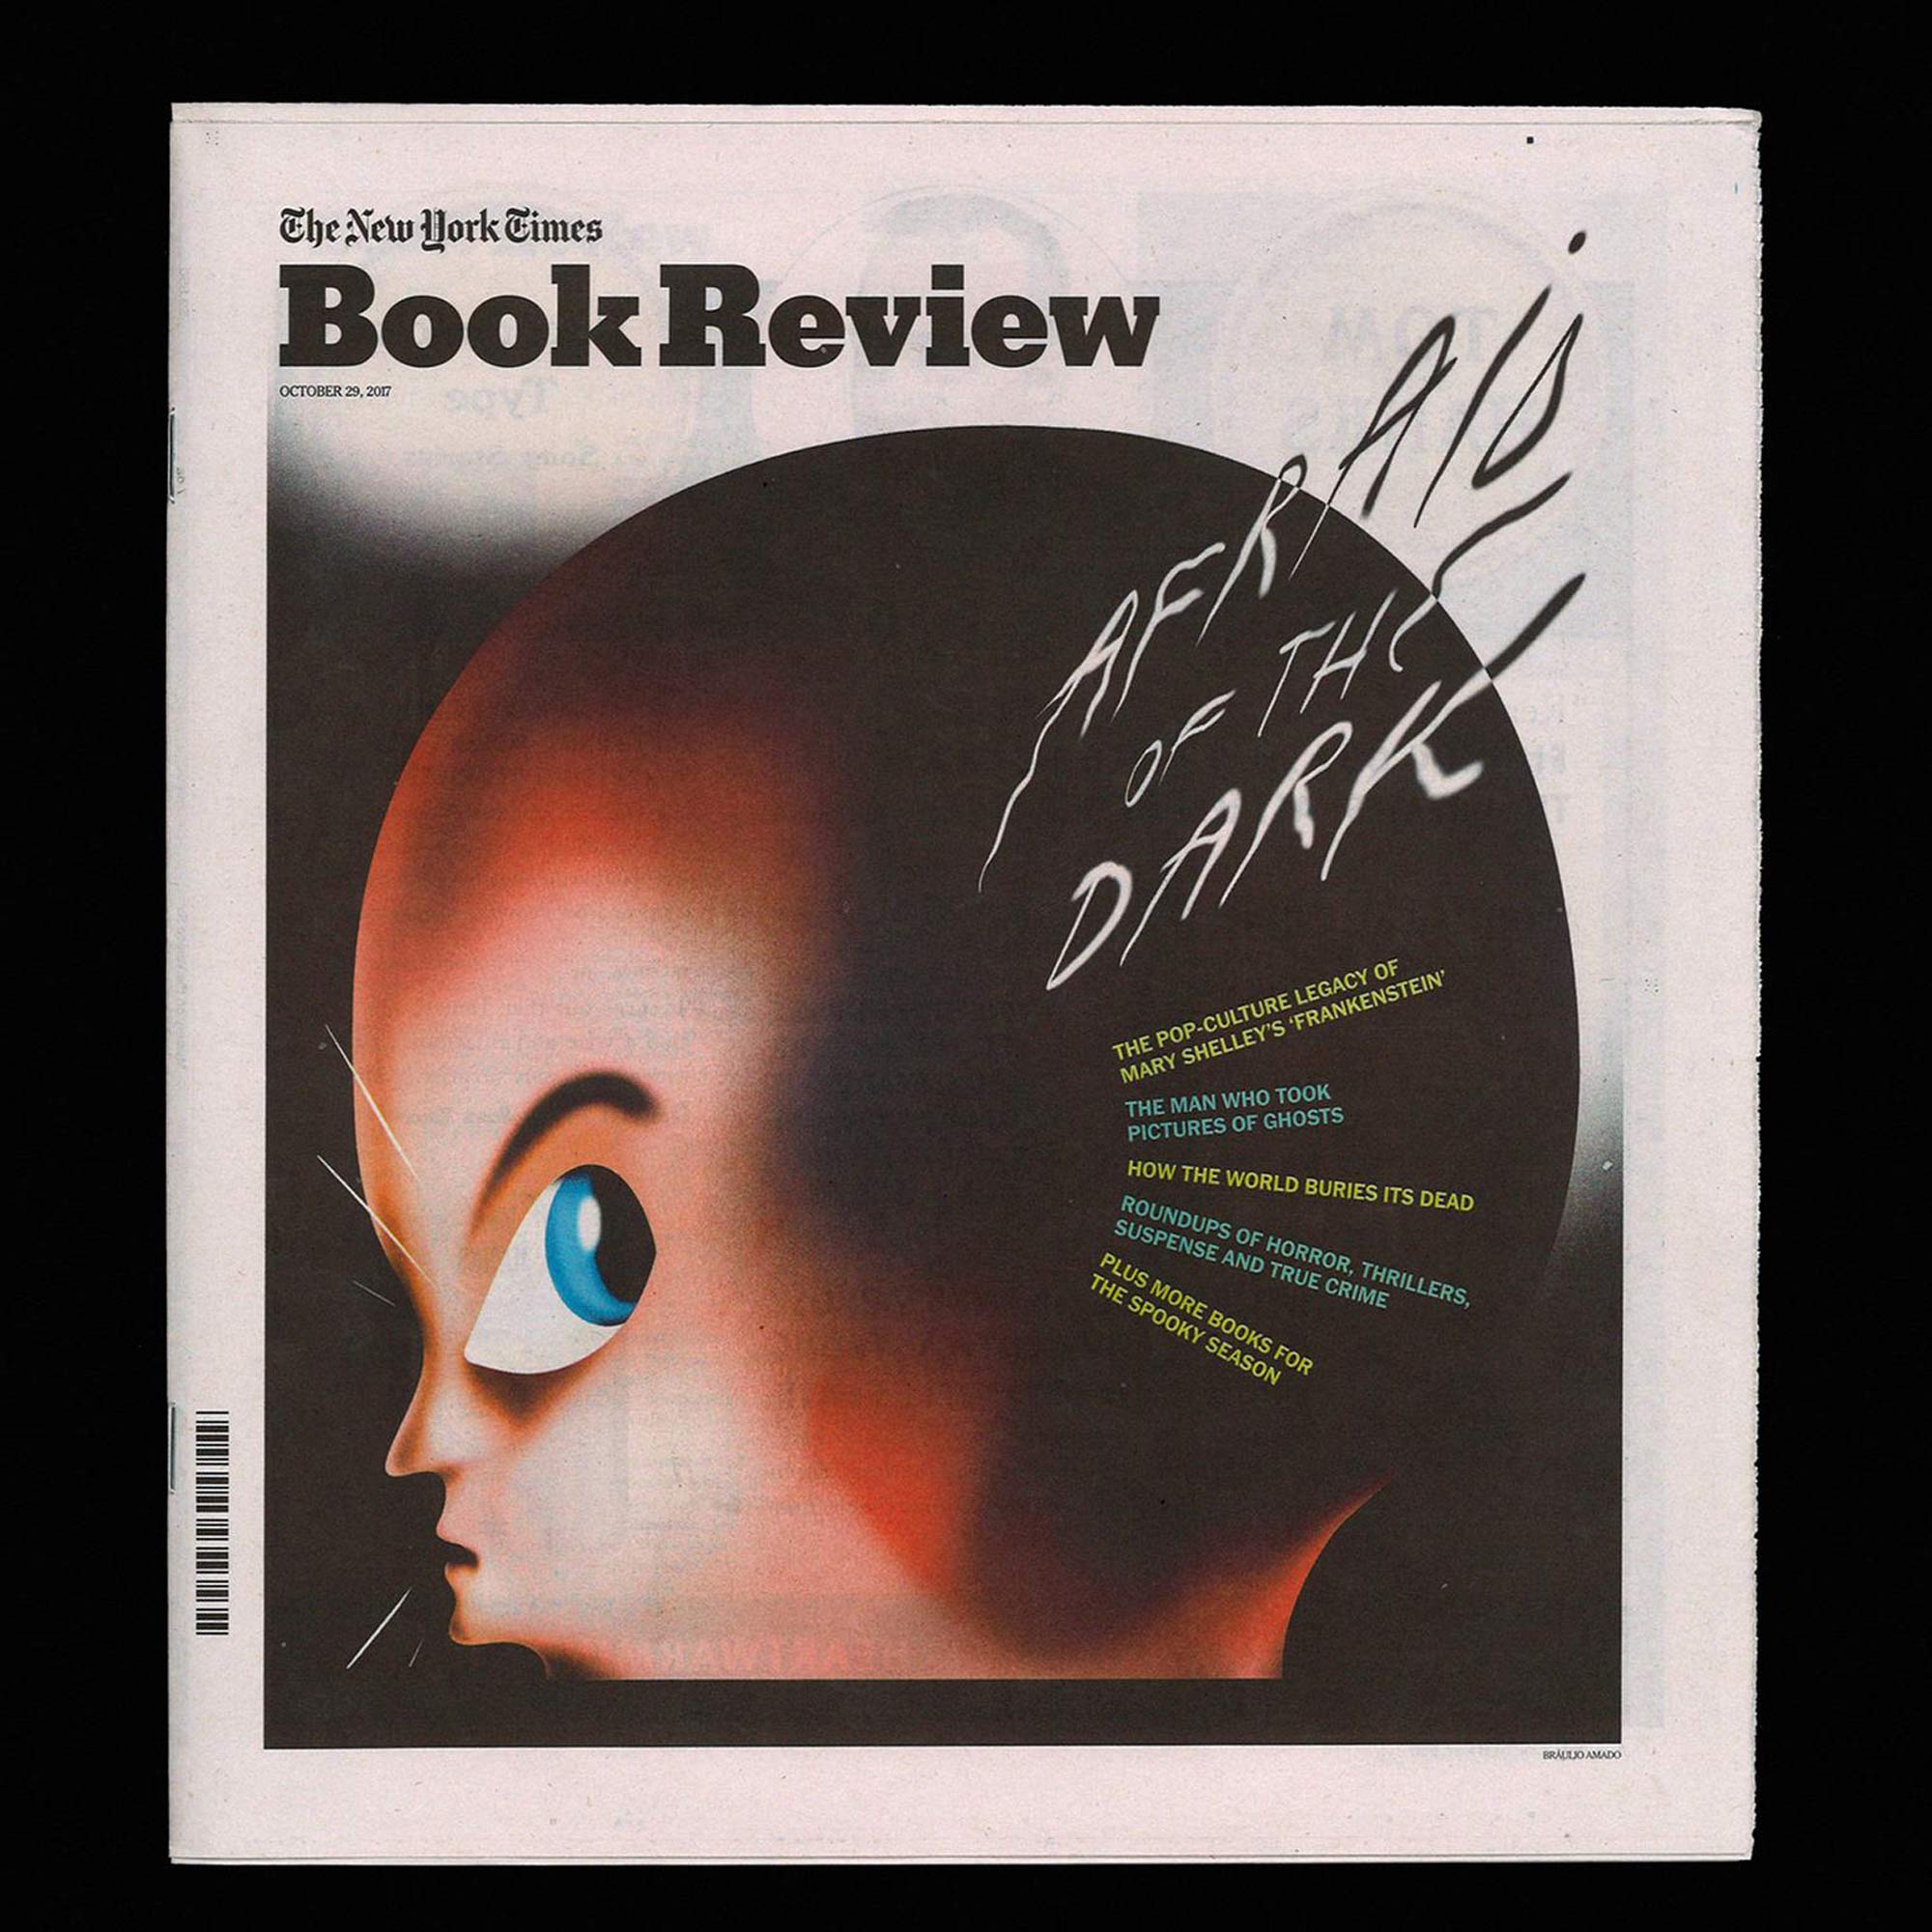 The New York Times
Book Review
OCTOBER 29, 2017
AFRAID
OF THE
DARK
THE POP-CULTURE LEGACY OF
MARY SHELLEY'S ‘FRANKENSTEIN’
THE MAN WHO TOOK
PICTURES OF GHOSTS
HOW THE WORLD BURIES ITS DEAD
ROUNDUPS OF HORROR, THRILLERS,
SUSPENSE AND TRUE CRIME
PLUS MORE BOOKS FOR
THE SPOOKY SEASON
BRÁULIO AMADO